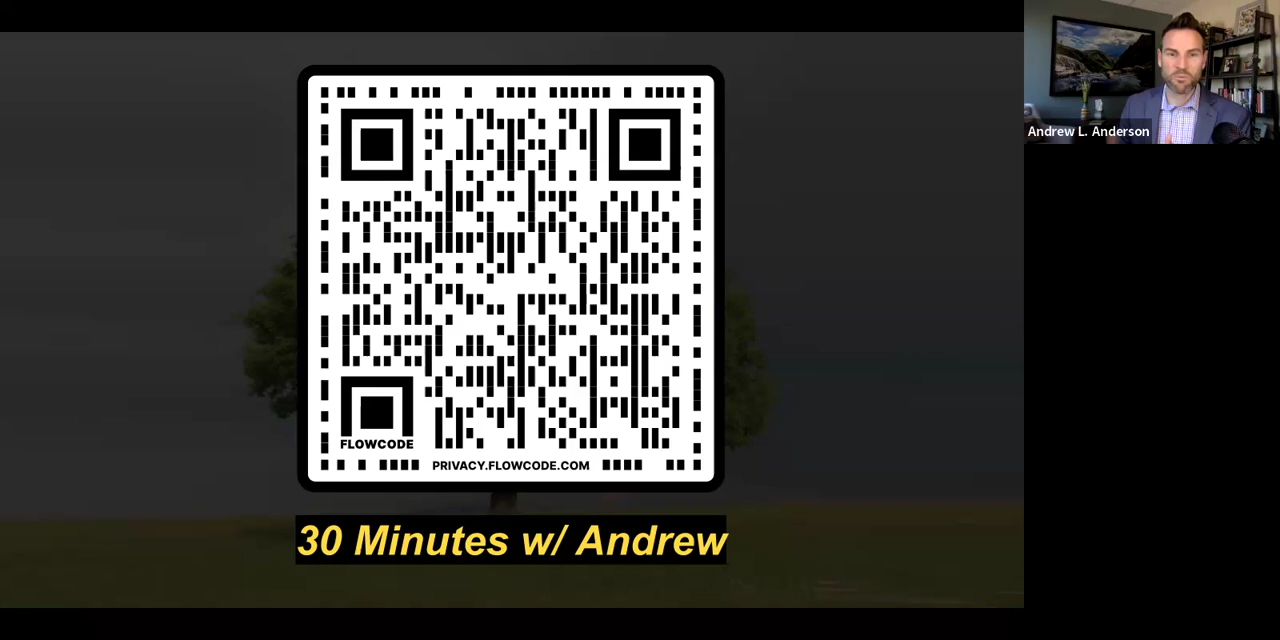 FLOWCODE
PRIVACY.FLOWCODE.COM
30 Minutes w/ Andrew
Andrew L. Anderson